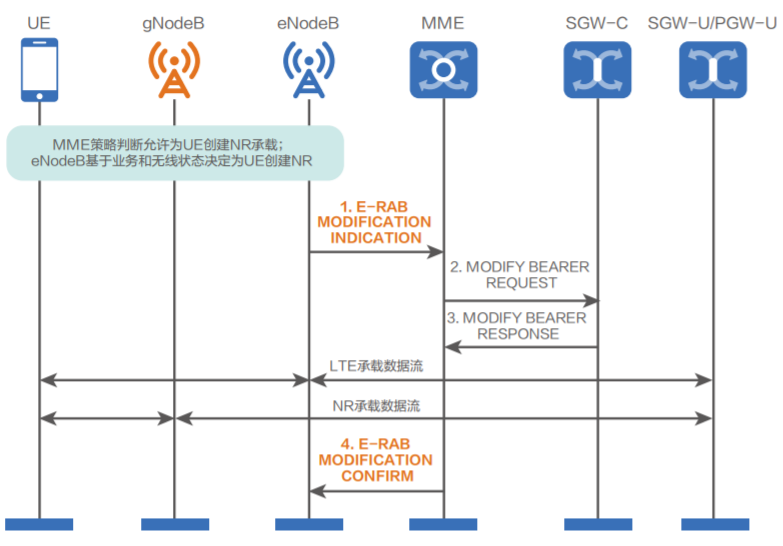 UE gNodeB eNodeB MME SGW-C SGW-U/PGW-U
MME策略判断允许为UE创建NR承载；
eNodeB基于业务和无线状态决定为UE创建NR
1. E-RAB
MODIFICATION
INDICATION
2. MODIFY BEARER
REQUEST
3. MODIFY BEARER
RESPONSE
LTE承载数据流
NR承载数据流
4. E-RAB
MODIFICATION
CONFIRM